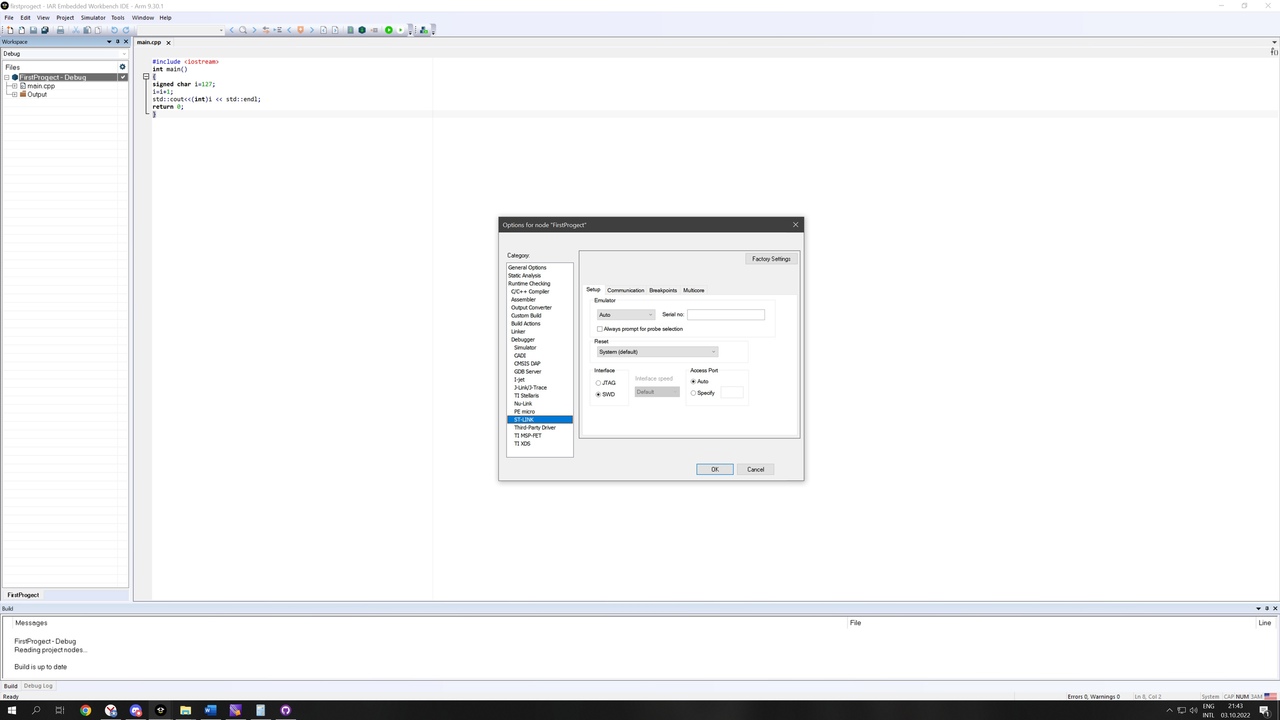 firstprogect - IAR Embedded Workbench IDE - Arm 9.30.1
File Edit View Project Simulator Tools Window Help
Workspace
Debug
Files
FirstProgect - Debug
main.cpp
Output
FirstProgect
main.cpp
#include <iostream>
int main()
{
signed char i=127;
i=i+1;
std::cout<<(int)i << std::endl;
return 0;
}
Options for node "FirstProgect"
Category:
General Options
Static Analysis
Runtime Checking
C/C++ Compiler
Assembler
Output Converter
Custom Build
Build Actions
Linker
Debugger
Simulator
CADI
CMSIS DAP
GDB Server
I-jet
J-Link/J-Trace
TI Stellaris
Nu-Link
PE micro
ST-LINK
Third-Party Driver
TI MSP-FET
TI XDS
Factory Settings
Setup Communication Breakpoints Multicore
Emulator
Auto Serial no:
Always prompt for probe selection
Reset
System (default)
Interface
JTAG
SWD
Interface speed
Default
Access Port
Auto
Specify
OK Cancel
Build
Messages File Line
FirstProgect - Debug
Reading project nodes...
Build is up to date
Build Debug Log
Ready Errors 0, Warnings 0 Ln 8, Col 2 System CAP NUM
ENG
INTL
21:43
03.10.2022